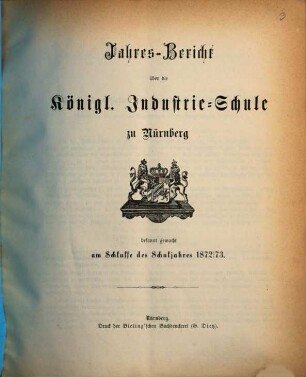 Jahres-Bericht
über die
Königl. Industrie-Schule
zu Nürnberg
bekannt gemacht
am Schlusse des Schuljahres 1872/73.
Nürnberg.
Druck der Bieling'schen Buchdruckerei (G. Dietz).